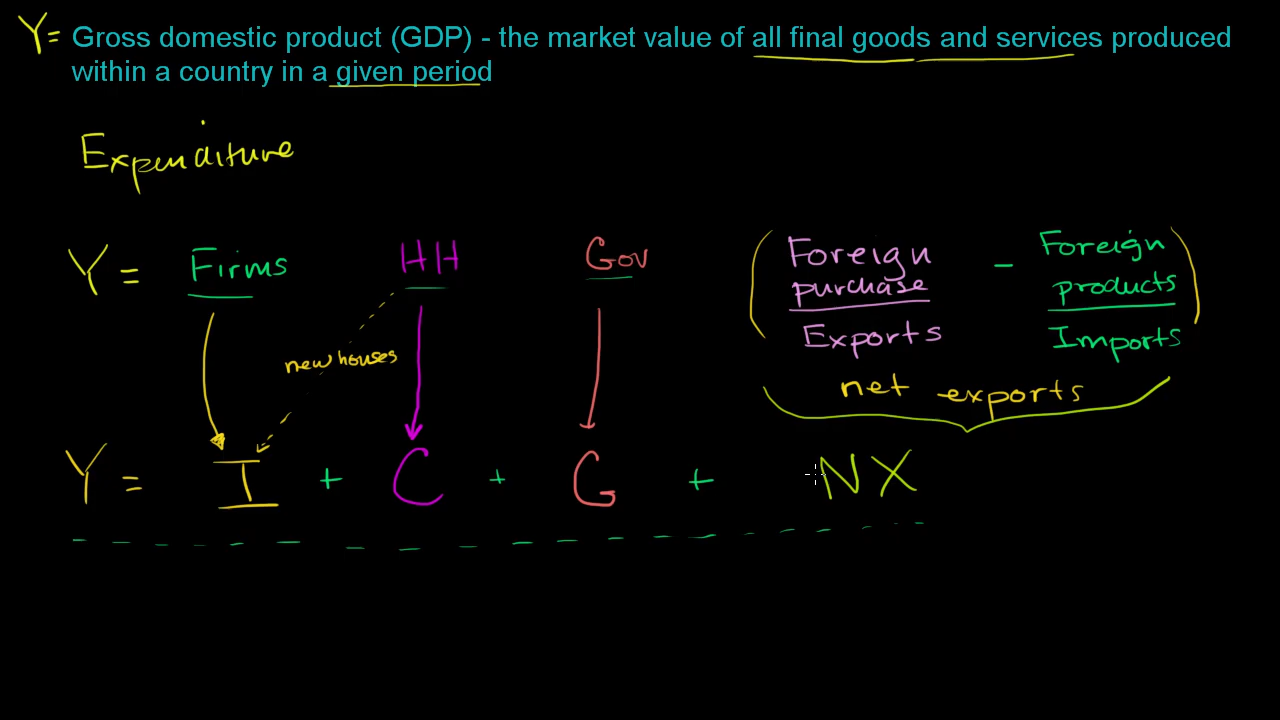 Y= Gross domestic product (GDP) - the market value of all final goods and services produced
within a country in a given period
Expenditure
Y = Firms HH Gov (Foreign purchase Exports - Foreign products Imports)
new houses
net exports
Y = I + C + G + NX